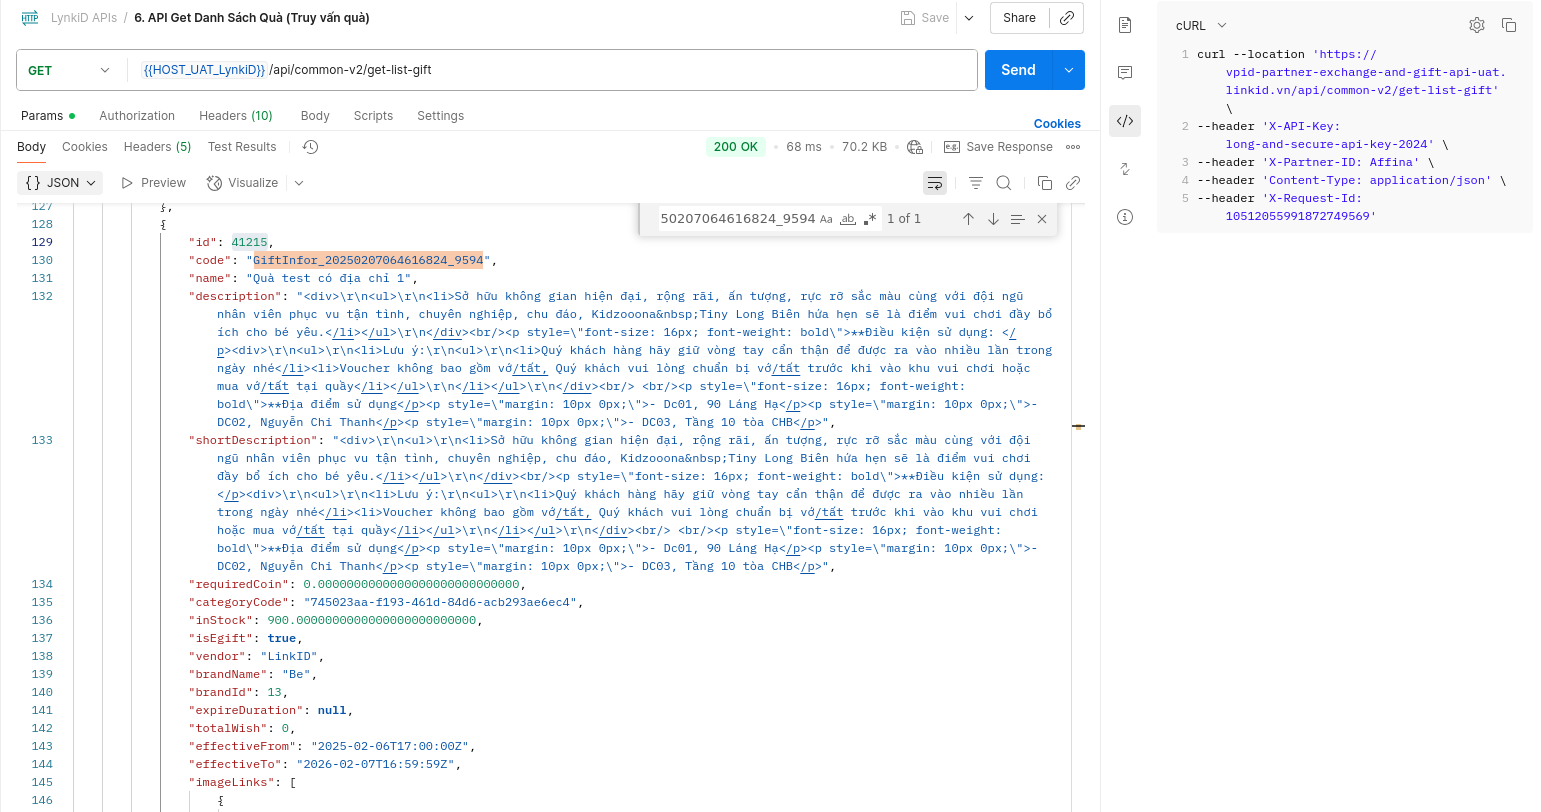 LynkiD APIs / 6. API Get Danh Sách Quà (Truy vấn quà)
Save
Share
GET
{{HOST_UAT_LynkiD}} /api/common-v2/get-list-gift
Send
Params
Authorization
Headers (10)
Body
Scripts
Settings
Cookies
Body
Cookies
Headers (5)
Test Results
200 OK
68 ms
70.2 KB
e.g.
Save Response
{} JSON
Preview
Visualize
50207064616824_9594
Aa
ab
1 of 1
127 },
128 {
129 "id": 41215,
130 "code": "GiftInfor_20250207064616824_9594",
131 "name": "Quà test có địa chỉ 1",
132 "description": "<div>\r\n<ul>\r\n<li>Sở hữu không gian hiện đại, rộng rãi, ấn tượng, rực rỡ sắc màu cùng với đội ngũ
nhân viên phục vụ tận tình, chuyên nghiệp, chu đáo, Kidzooona&nbsp;Tiny Long Biên hứa hẹn sẽ là điểm vui chơi đầy bổ
ích cho bé yêu.</li></ul>\r\n</div><br/><p style=\"font-size: 16px; font-weight: bold\">**Điều kiện sử dụng: </
p><div>\r\n<ul>\r\n<li>Lưu ý:\r\n<ul>\r\n<li>Quý khách hàng hãy giữ vòng tay cẩn thận để được ra vào nhiều lần trong
ngày nhé</li><li>Voucher không bao gồm vớ/tất, Quý khách vui lòng chuẩn bị vớ/tất trước khi vào khu vui chơi hoặc
mua vớ/tất tại quầy</li></ul>\r\n</li></ul>\r\n</div><br/> <br/><p style=\"font-size: 16px; font-weight:
bold\">**Địa điểm sử dụng</p><p style=\"margin: 10px 0px;\">- Dc01, 90 Láng Hạ</p><p style=\"margin: 10px 0px;\">-
DC02, Nguyễn Chí Thanh</p><p style=\"margin: 10px 0px;\">- DC03, Tầng 10 tòa CHB</p>",
133 "shortDescription": "<div>\r\n<ul>\r\n<li>Sở hữu không gian hiện đại, rộng rãi, ấn tượng, rực rỡ sắc màu cùng với đội
ngũ nhân viên phục vụ tận tình, chuyên nghiệp, chu đáo, Kidzooona&nbsp;Tiny Long Biên hứa hẹn sẽ là điểm vui chơi
đầy bổ ích cho bé yêu.</li></ul>\r\n</div><br/><p style=\"font-size: 16px; font-weight: bold\">**Điều kiện sử dụng:
</p><div>\r\n<ul>\r\n<li>Lưu ý:\r\n<ul>\r\n<li>Quý khách hàng hãy giữ vòng tay cẩn thận để được ra vào nhiều lần
trong ngày nhé</li><li>Voucher không bao gồm vớ/tất, Quý khách vui lòng chuẩn bị vớ/tất trước khi vào khu vui chơi
hoặc mua vớ/tất tại quầy</li></ul>\r\n</li></ul>\r\n</div><br/> <br/><p style=\"font-size: 16px; font-weight:
bold\">**Địa điểm sử dụng</p><p style=\"margin: 10px 0px;\">- Dc01, 90 Láng Hạ</p><p style=\"margin: 10px 0px;\">-
DC02, Nguyễn Chí Thanh</p><p style=\"margin: 10px 0px;\">- DC03, Tầng 10 tòa CHB</p>",
134 "requiredCoin": 0.0000000000000000000000000000,
135 "categoryCode": "745023aa-f193-461d-84d6-acb293ae6ec4",
136 "inStock": 900.0000000000000000000000000,
137 "isEgift": true,
138 "vendor": "LinkID",
139 "brandName": "Be",
140 "brandId": 13,
141 "expireDuration": null,
142 "totalWish": 0,
143 "effectiveFrom": "2025-02-06T17:00:00Z",
144 "effectiveTo": "2026-02-07T16:59:59Z",
145 "imageLinks": [
146 {
cURL
1 curl --location 'https://
vpid-partner-exchange-and-gift-api-uat.
linkid.vn/api/common-v2/get-list-gift'
\
2 --header 'X-API-Key:
long-and-secure-api-key-2024' \
3 --header 'X-Partner-ID: Affina' \
4 --header 'Content-Type: application/json' \
5 --header 'X-Request-Id:
10512055991872749569'